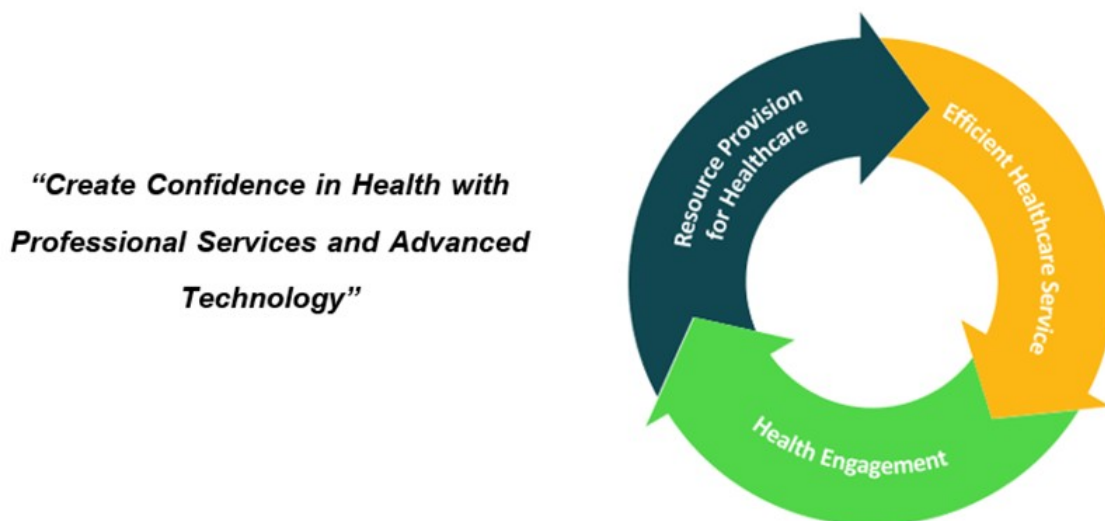 “Create Confidence in Health with
Professional Services and Advanced
Technology”
Resource Provision
for Healthcare
Efficient Healthcare Service
Health Engagement